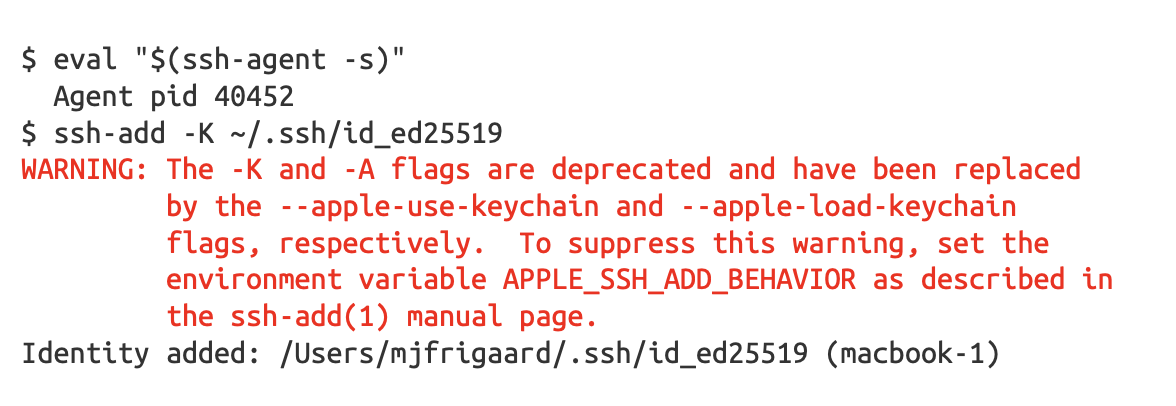 $ eval "$(ssh-agent -s)"
  Agent pid 40452
$ ssh-add -K ~/.ssh/id_ed25519
WARNING: The -K and -A flags are deprecated and have been replaced
         by the --apple-use-keychain and --apple-load-keychain
         flags, respectively.  To suppress this warning, set the
         environment variable APPLE_SSH_ADD_BEHAVIOR as described in
         the ssh-add(1) manual page.
Identity added: /Users/mjfrigaard/.ssh/id_ed25519 (macbook-1)